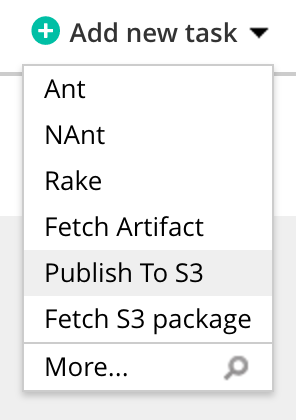 Add new task
Ant
NAnt
Rake
Fetch Artifact
Publish To S3
Fetch S3 package
More...